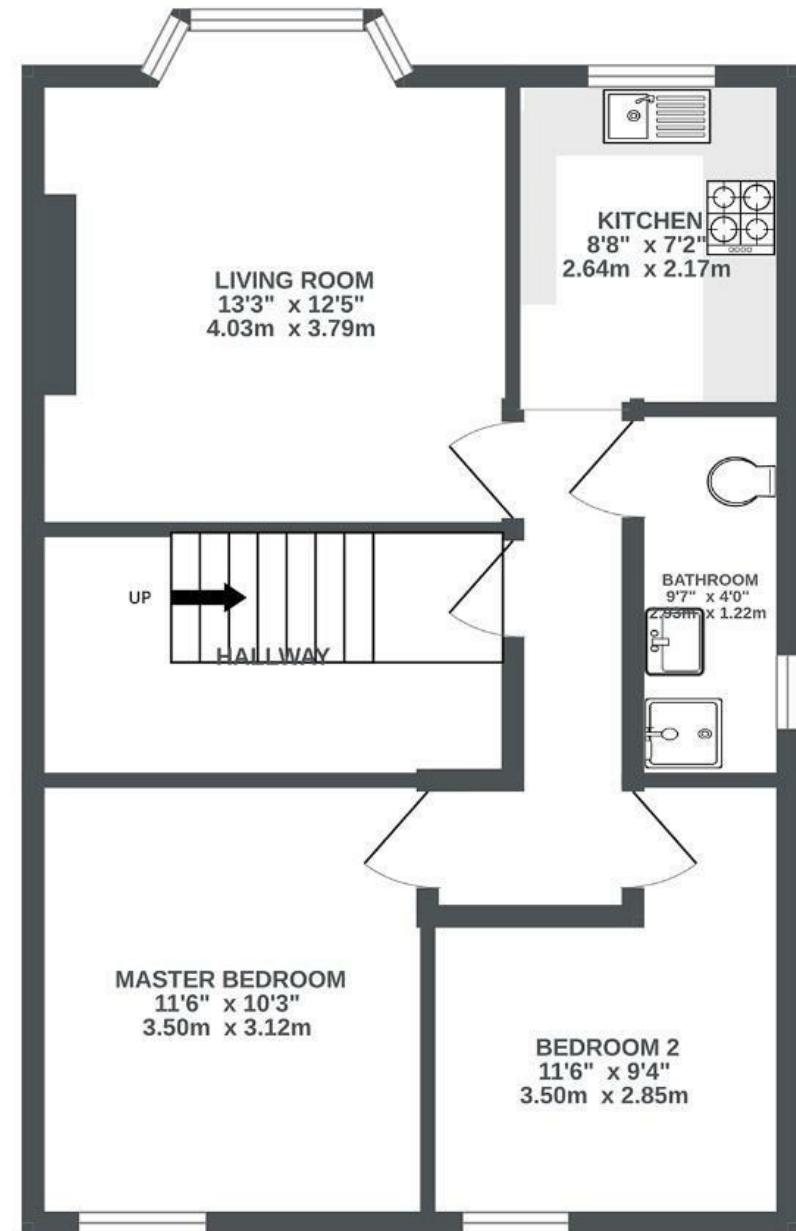 LIVING ROOM
13'3" x 12'5"
4.03m x 3.79m
KITCHEN
8'8" x 7'2"
2.64m x 2.17m
UP
HALLWAY
BATHROOM
9'7" x 4'0"
2.93m x 1.22m
MASTER BEDROOM
11'6" x 10'3"
3.50m x 3.12m
BEDROOM 2
11'6" x 9'4"
3.50m x 2.85m